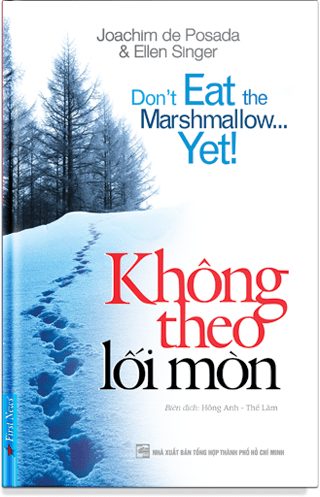 Joachim de Posada
& Ellen Singer
Don't Eat the
Marshmallow...
Yet!
Không
theo
lối mòn
Biên dịch: Hồng Anh - Thế Lâm
NHÀ XUẤT BẢN TỔNG HỢP THÀNH PHỐ HỒ CHÍ MINH
First News